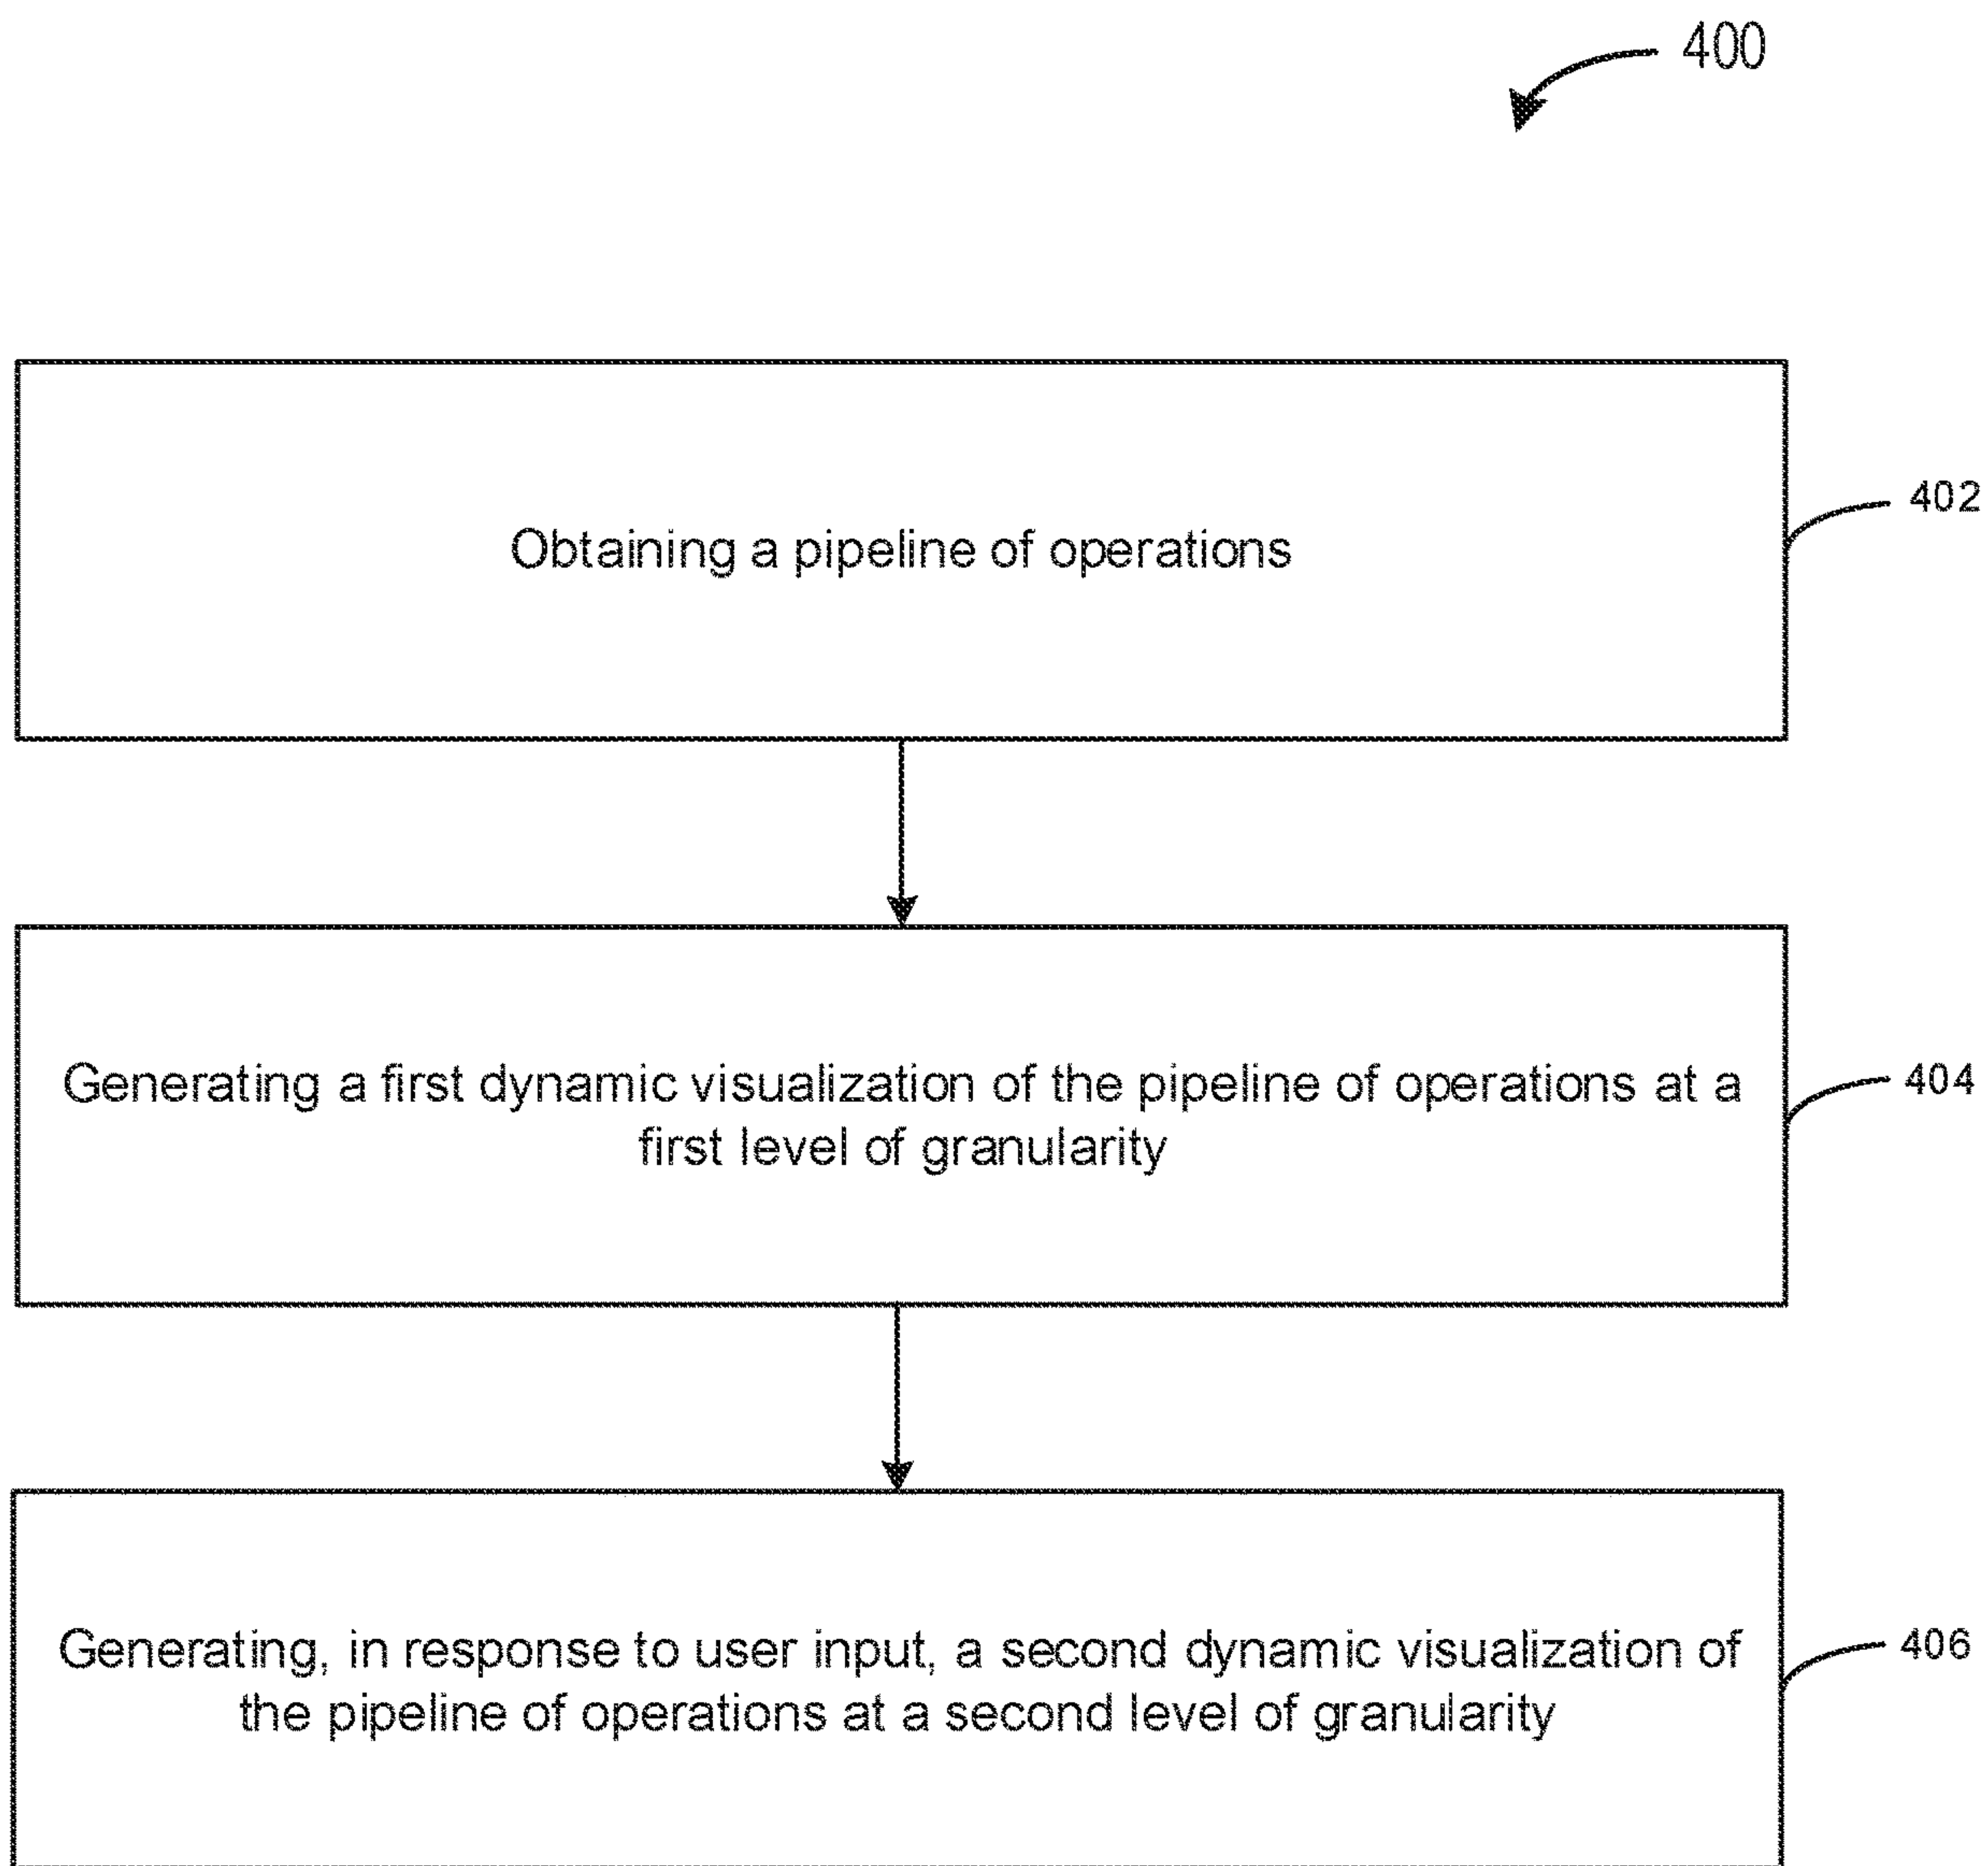 400
Obtaining a pipeline of operations
402
Generating a first dynamic visualization of the pipeline of operations at a
first level of granularity
404
Generating, in response to user input, a second dynamic visualization of
the pipeline of operations at a second level of granularity
406